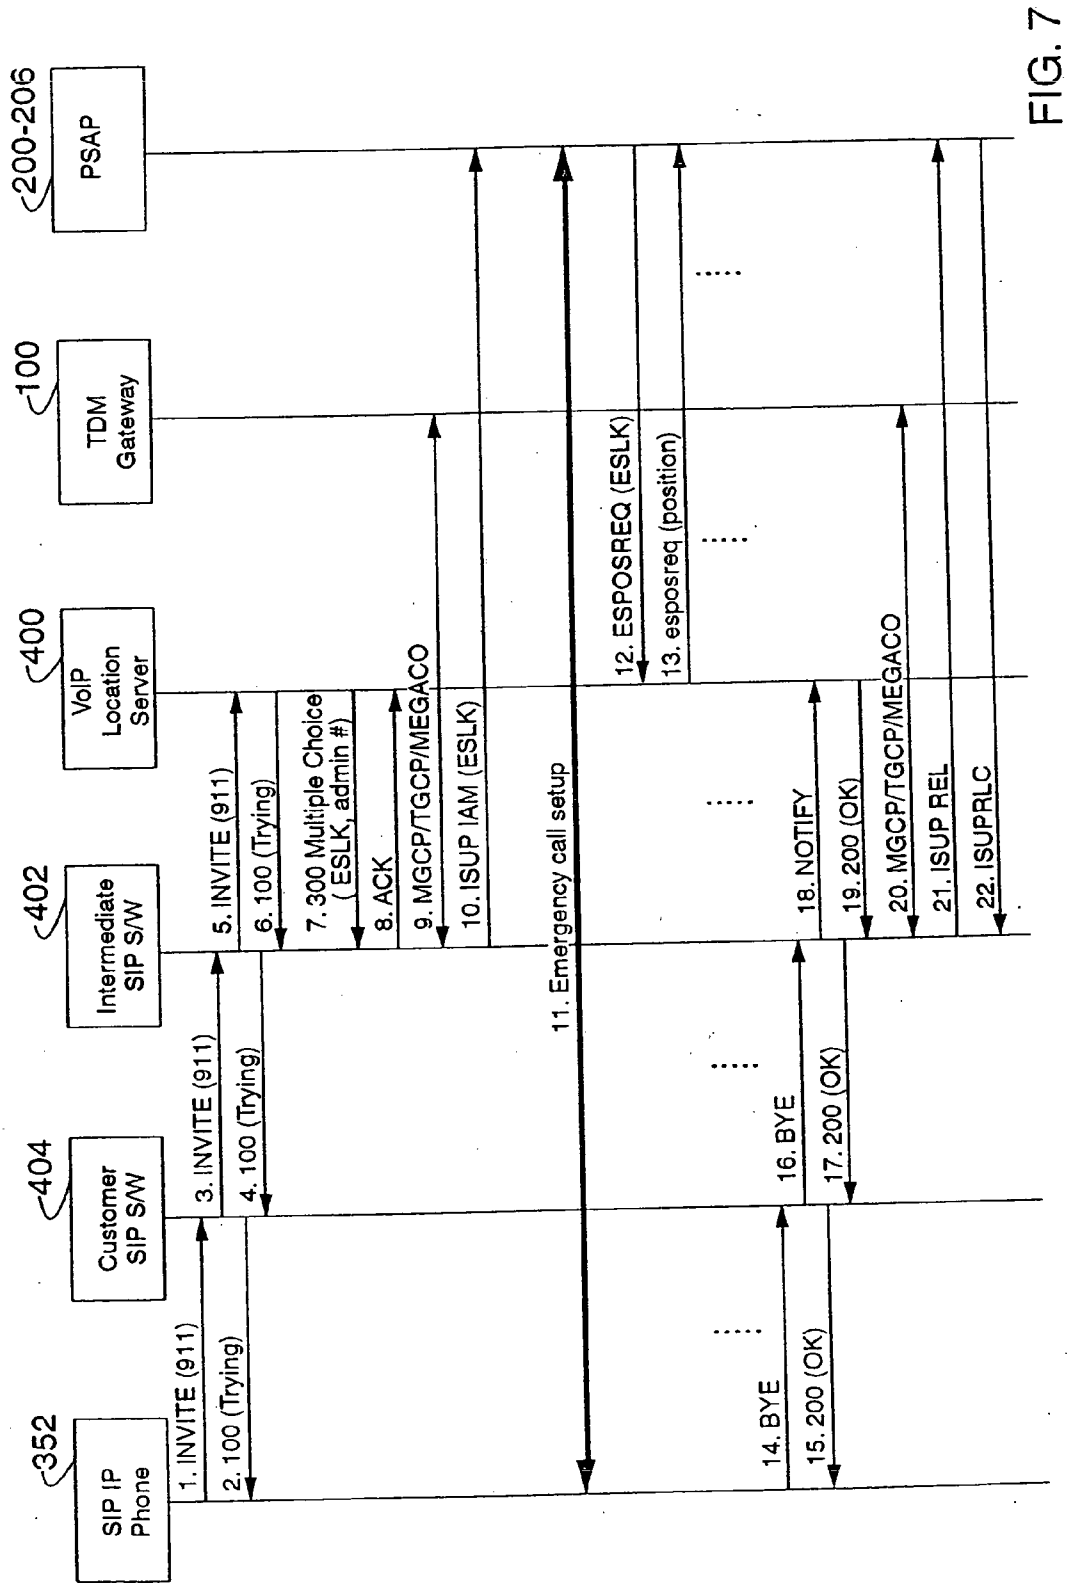 352
SIP IP
Phone
404
Customer
SIP S/W
402
Intermediate
SIP S/W
400
VoIP
Location
Server
100
TDM
Gateway
200-206
PSAP
1. INVITE (911)
2. 100 (Trying)
3. INVITE (911)
4. 100 (Trying)
5. INVITE (911)
6. 100 (Trying)
7. 300 Multiple Choice
( ESLK, admin #)
8. ACK
9. MGCP/TGCP/MEGACO
10. ISUP IAM (ESLK)
11. Emergency call setup
12. ESPOSREQ (ESLK)
13. esposreq (position)
14. BYE
15. 200 (OK)
16. BYE
17. 200 (OK)
18. NOTIFY
19. 200 (OK)
20. MGCP/TGCP/MEGACO
21. ISUP REL
22. ISUPRLC
FIG. 7